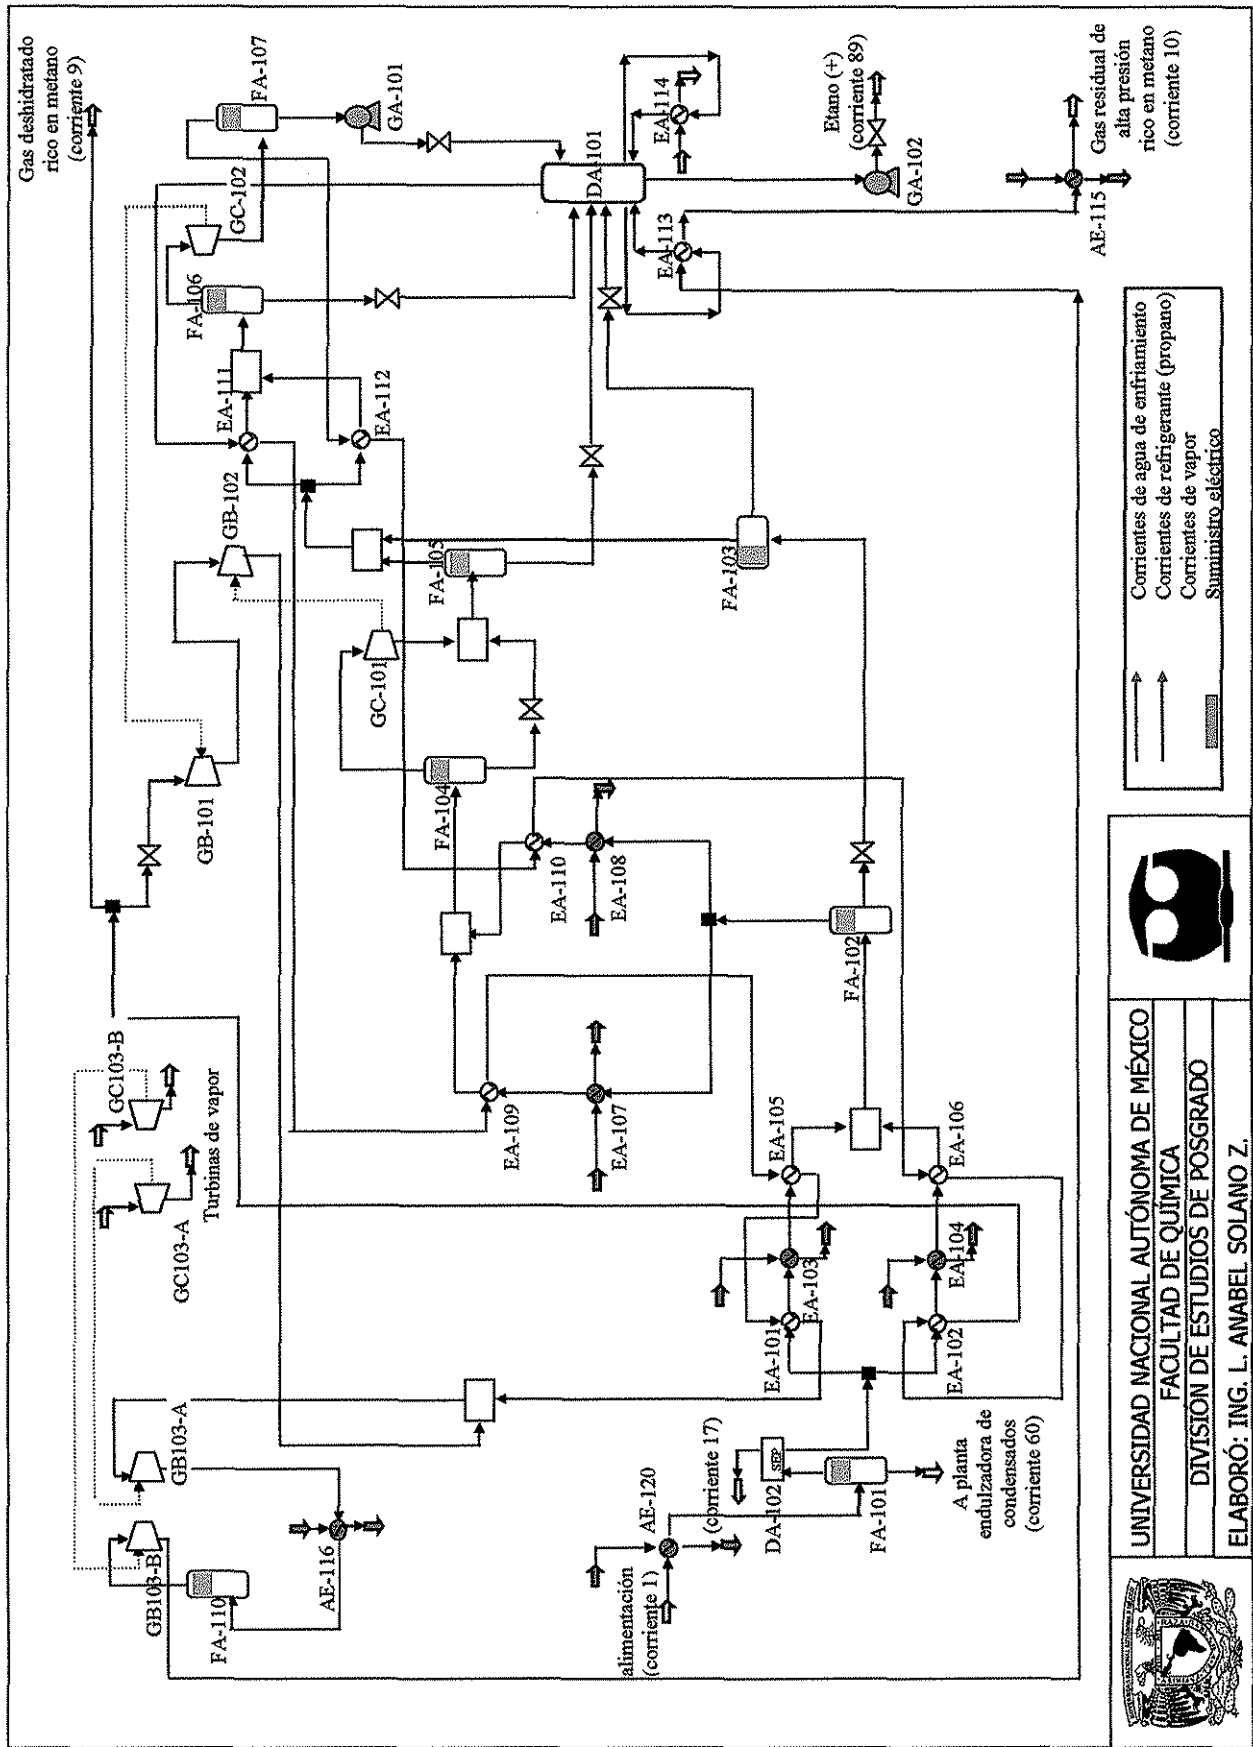 Gas deshidratado
rico en metano
(corriente 9)
GC103-B
GC103-A
Turbinas de vapor
GB103-A
GB103-B
FA-110
AE-116
GB-101
GB-102
GC-102
FA-107
GA-101
FA-106
EA-111
EA-112
GC-101
FA-105
FA-104
EA-110
EA-108
EA-109
EA-107
DA-101
EA-114
EA-113
Etano (+)
(corriente 89)
GA-102
AE-115
Gas residual de
alta presión
rico en metano
(corriente 10)
FA-103
FA-102
EA-105
EA-106
EA-103
EA-104
EA-101
EA-102
alimentación
(corriente 1)
AE-120
(corriente 17)
SEP
DA-102
FA-101
A planta
endulzadora de
condensados
(corriente 60)
Corrientes de agua de enfriamiento
Corrientes de refrigerante (propano)
Corrientes de vapor
Suministro eléctrico
UNIVERSIDAD NACIONAL AUTÓNOMA DE MÉXICO
FACULTAD DE QUÍMICA
DIVISION DE ESTUDIOS DE POSGRADO
ELABORÓ: ING. L. ANABEL SOLANO Z.